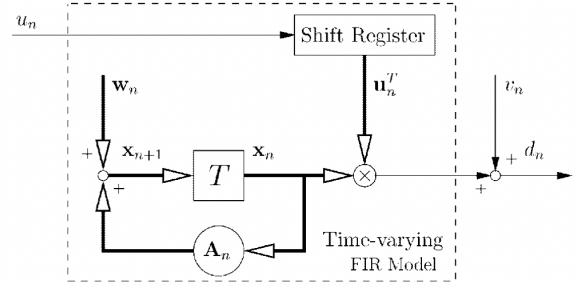 u_n
Shift Register
w_n
u_n^T
v_n
+
x_{n+1}
T
x_n
×
+
d_n
+
+
A_n
Time-varying
FIR Model